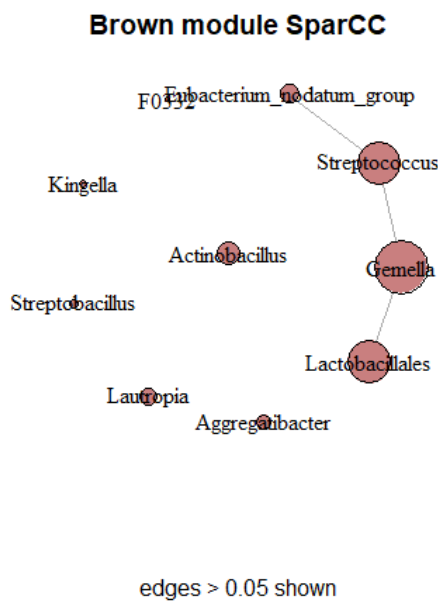 Brown module SparCC
Eubacterium_nodatum_group
F0332
Streptococcus
Kingella
Actinobacillus
Gemella
Streptobacillus
Lactobacillales
Lautropia
Aggregatibacter
edges > 0.05 shown